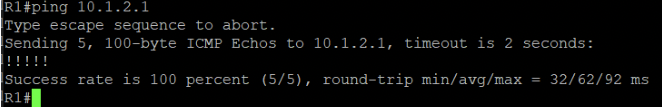 R1#ping 10.1.2.1
Type escape sequence to abort.
Sending 5, 100-byte ICMP Echos to 10.1.2.1, timeout is 2 seconds:
!!!!!
Success rate is 100 percent (5/5), round-trip min/avg/max = 32/62/92 ms
R1#